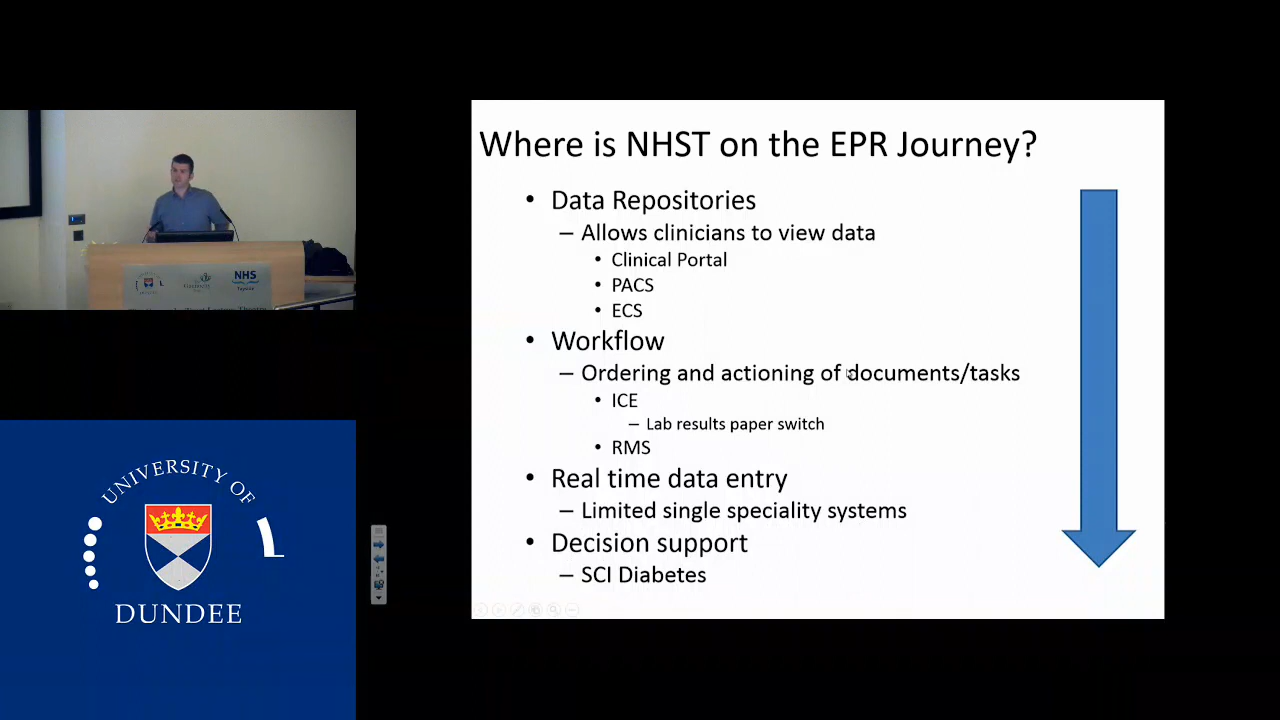 Where is NHST on the EPR Journey?
• Data Repositories
– Allows clinicians to view data
• Clinical Portal
• PACS
• ECS
• Workflow
– Ordering and actioning of documents/tasks
• ICE
– Lab results paper switch
• RMS
• Real time data entry
– Limited single speciality systems
• Decision support
– SCI Diabetes
NHS
UNIVERSITY OF
DUNDEE